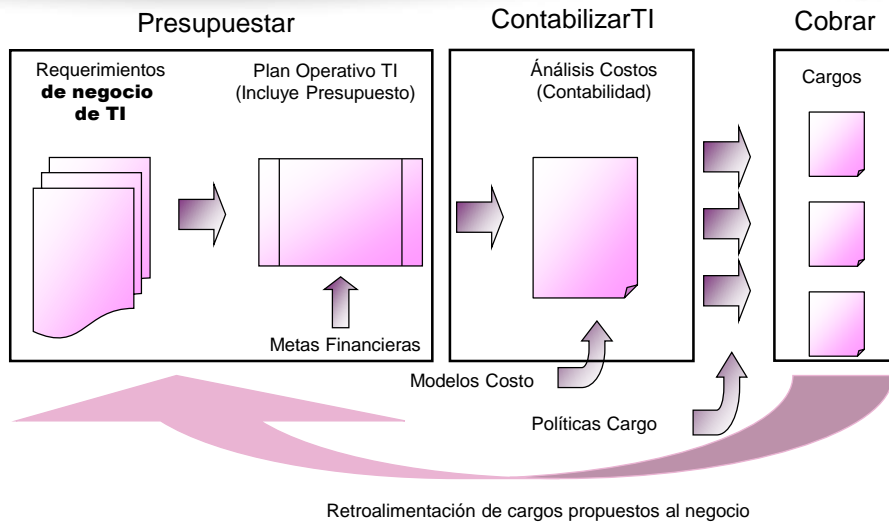 Presupuestar
ContabilizarTI
Cobrar
Requerimientos
de negocio
de TI
Plan Operativo TI
(Incluye Presupuesto)
Metas Financieras
Ánálisis Costos
(Contabilidad)
Cargos
Modelos Costo
Políticas Cargo
Retroalimentación de cargos propuestos al negocio